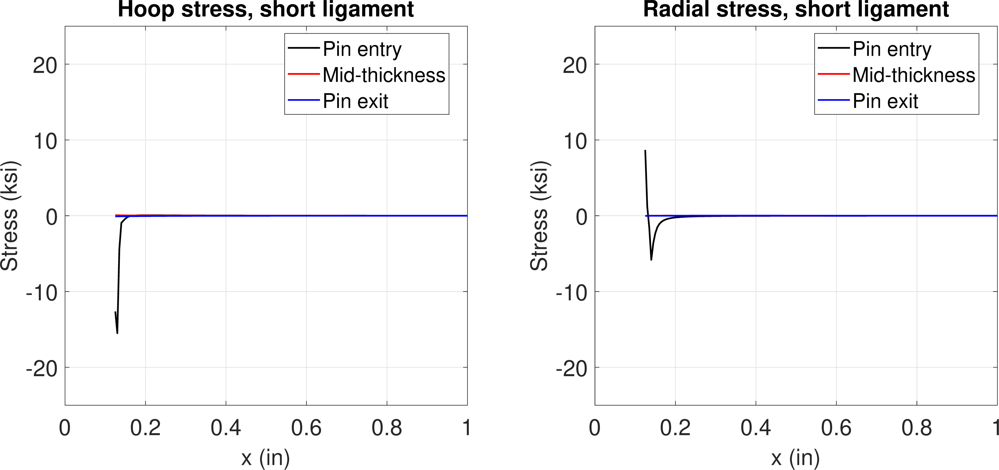 Hoop stress, short ligament
Pin entry
Mid-thickness
Pin exit
20
10
0
-10
-20
Stress (ksi)
0 0.2 0.4 0.6 0.8 1
x (in)
Radial stress, short ligament
Pin entry
Mid-thickness
Pin exit
20
10
0
-10
-20
Stress (ksi)
0 0.2 0.4 0.6 0.8 1
x (in)